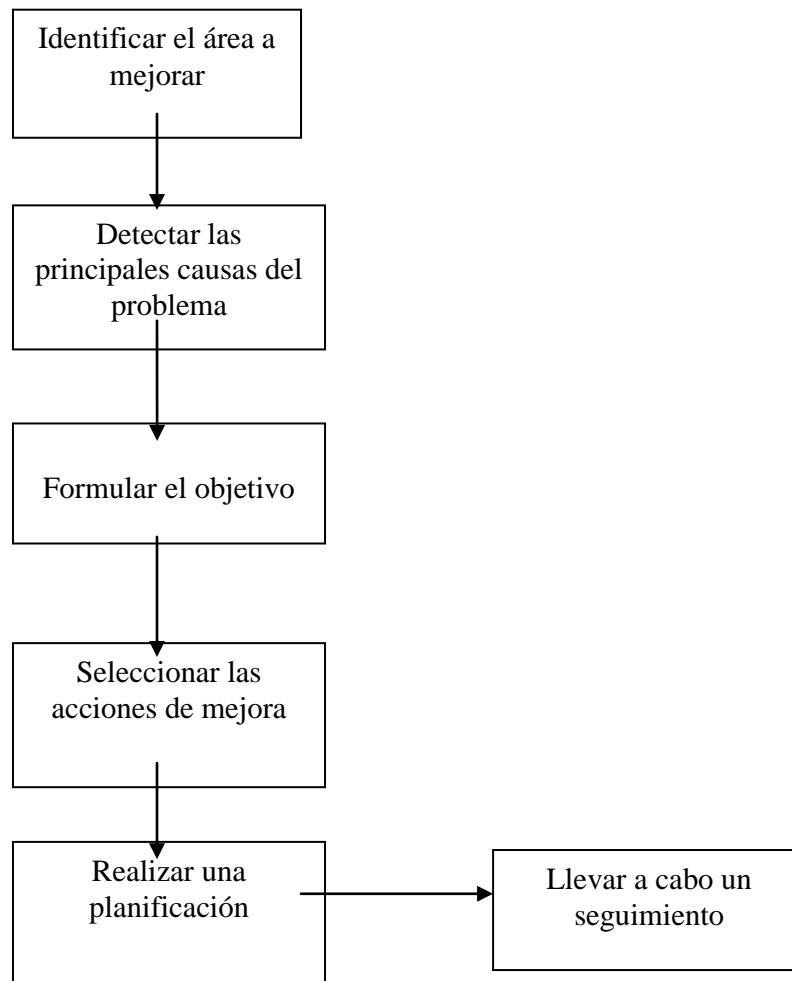 Identificar el área a
mejorar
Detectar las
principales causas del
problema
Formular el objetivo
Seleccionar las
acciones de mejora
Realizar una
planificación
Llevar a cabo un
seguimiento